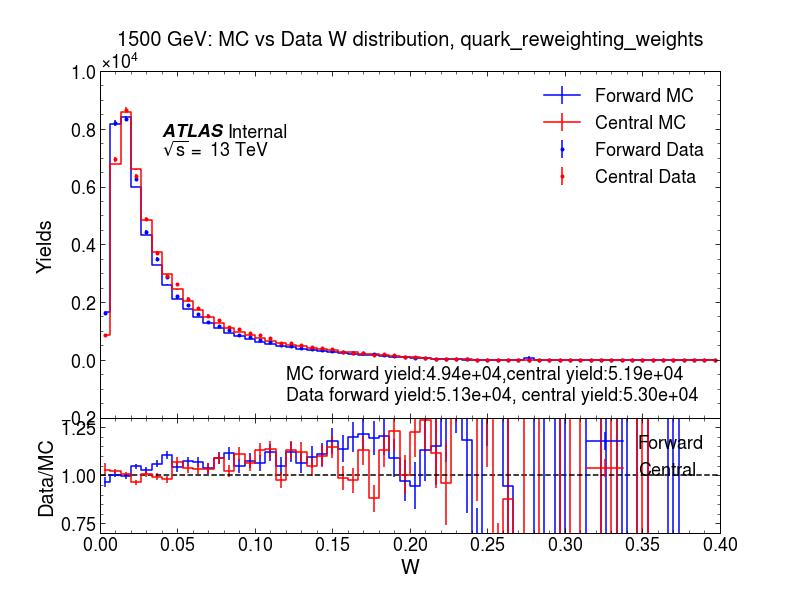 1500 GeV: MC vs Data W distribution, quark_reweighting_weights
×10⁴
1.0
0.8
0.6
0.4
0.2
0.0
0.2
Yields
ATLAS Internal
√s = 13 TeV
Forward MC
Central MC
Forward Data
Central Data
MC forward yield:4.94e+04,central yield:5.19e+04
Data forward yield:5.13e+04, central yield:5.30e+04
1.25
1.00
0.75
Data/MC
Forward
Central
0.00 0.05 0.10 0.15 0.20 0.25 0.30 0.35 0.40
W